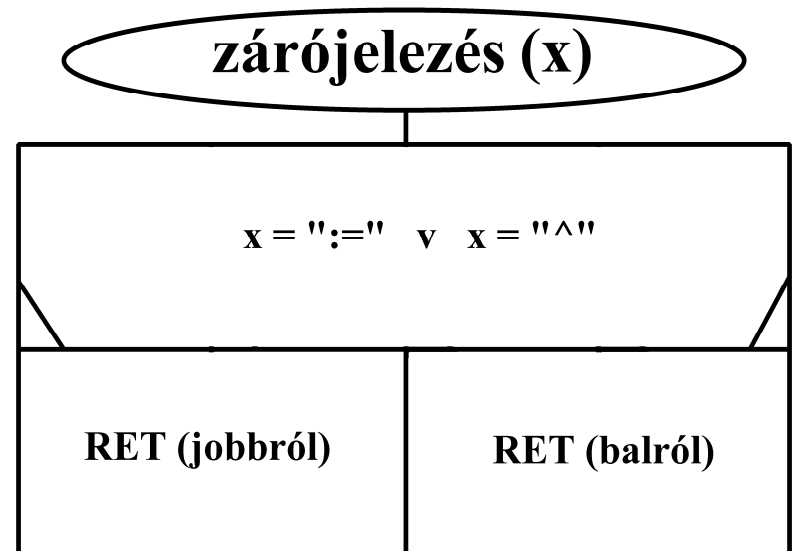 zárójelezés (x)
x = ":=" v x = "^"
RET (jobbról)
RET (balról)